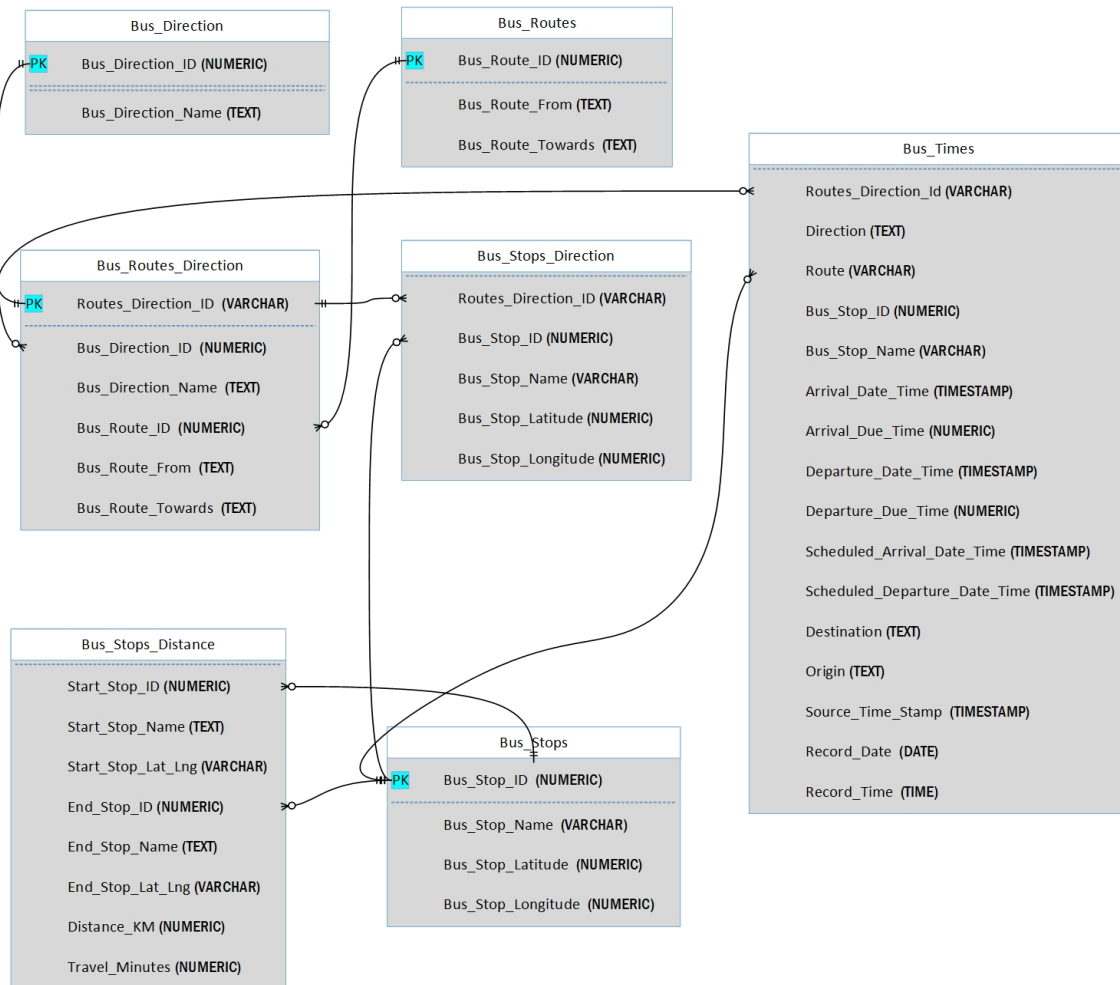 Bus_Direction
PK Bus_Direction_ID (NUMERIC)
Bus_Direction_Name (TEXT)
Bus_Routes
PK Bus_Route_ID (NUMERIC)
Bus_Route_From (TEXT)
Bus_Route_Towards (TEXT)
Bus_Times
Routes_Direction_Id (VARCHAR)
Direction (TEXT)
Route (VARCHAR)
Bus_Stop_ID (NUMERIC)
Bus_Stop_Name (VARCHAR)
Arrival_Date_Time (TIMESTAMP)
Arrival_Due_Time (NUMERIC)
Departure_Date_Time (TIMESTAMP)
Departure_Due_Time (NUMERIC)
Scheduled_Arrival_Date_Time (TIMESTAMP)
Scheduled_Departure_Date_Time (TIMESTAMP)
Destination (TEXT)
Origin (TEXT)
Source_Time_Stamp (TIMESTAMP)
Record_Date (DATE)
Record_Time (TIME)
Bus_Routes_Direction
PK Routes_Direction_ID (VARCHAR)
Bus_Direction_ID (NUMERIC)
Bus_Direction_Name (TEXT)
Bus_Route_ID (NUMERIC)
Bus_Route_From (TEXT)
Bus_Route_Towards (TEXT)
Bus_Stops_Direction
Routes_Direction_ID (VARCHAR)
Bus_Stop_ID (NUMERIC)
Bus_Stop_Name (VARCHAR)
Bus_Stop_Latitude (NUMERIC)
Bus_Stop_Longitude (NUMERIC)
Bus_Stops_Distance
Start_Stop_ID (NUMERIC)
Start_Stop_Name (TEXT)
Start_Stop_Lat_Lng (VARCHAR)
End_Stop_ID (NUMERIC)
End_Stop_Name (TEXT)
End_Stop_Lat_Lng (VARCHAR)
Distance_KM (NUMERIC)
Travel_Minutes (NUMERIC)
Bus_Stops
PK Bus_Stop_ID (NUMERIC)
Bus_Stop_Name (VARCHAR)
Bus_Stop_Latitude (NUMERIC)
Bus_Stop_Longitude (NUMERIC)